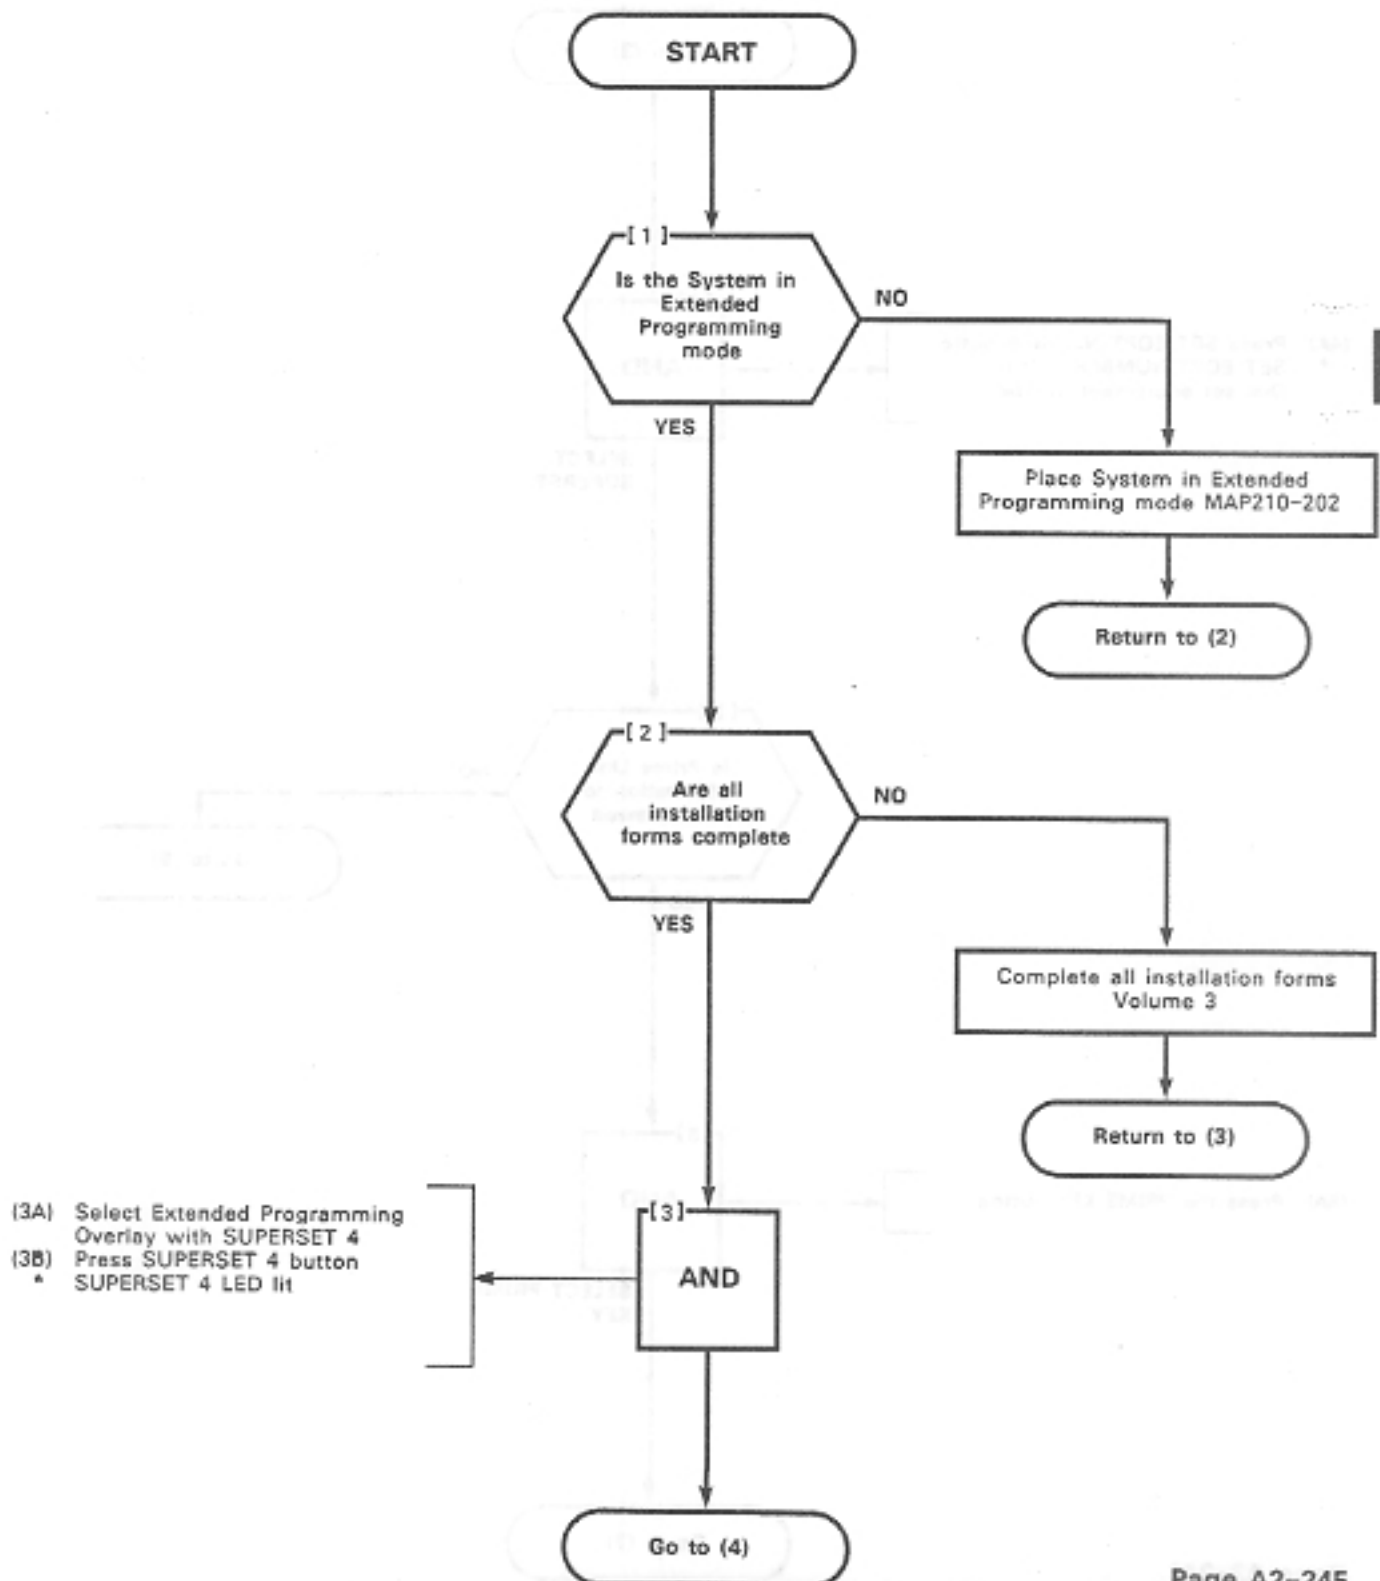 START
[ 1 ]
Is the System in
Extended
Programming
mode
NO
YES
Place System in Extended
Programming mode MAP210-202
Return to (2)
[ 2 ]
Are all
installation
forms complete
NO
YES
Complete all installation forms
Volume 3
Return to (3)
[3]
AND
(3A) Select Extended Programming
Overlay with SUPERSET 4
(3B) Press SUPERSET 4 button
* SUPERSET 4 LED lit
Go to (4)